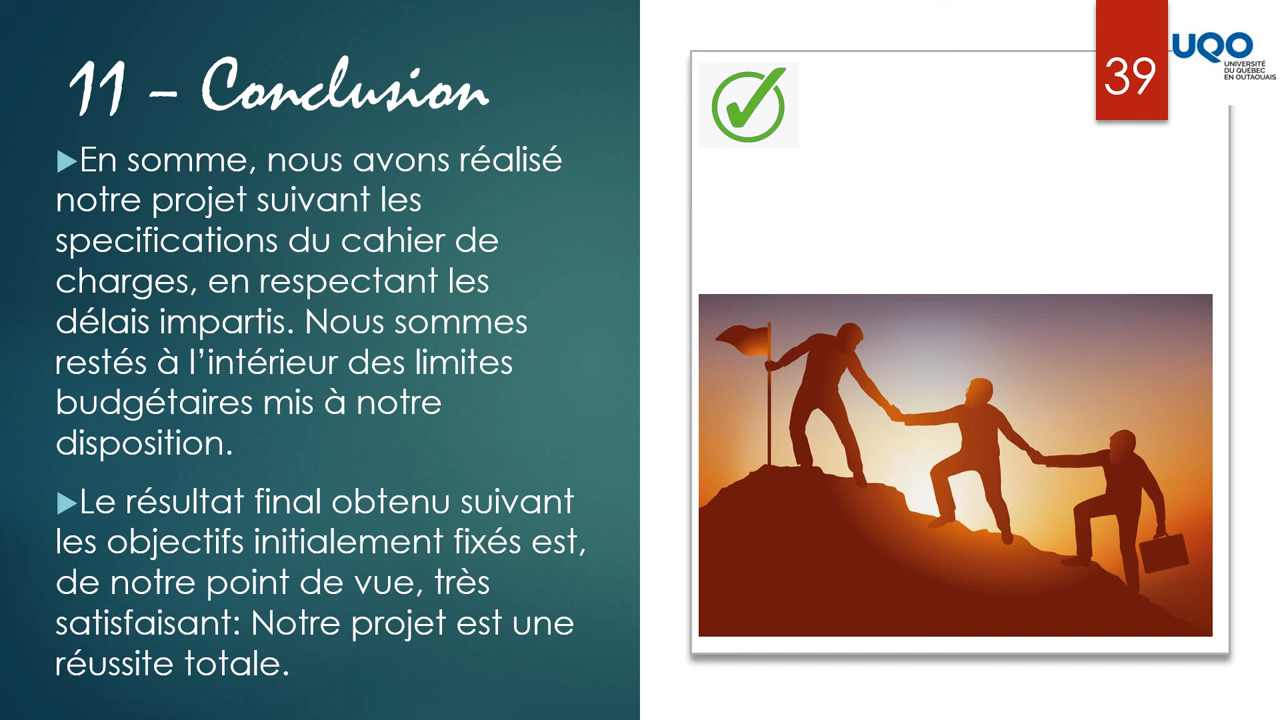 11 – Conclusion
▶En somme, nous avons réalisé
notre projet suivant les
specifications du cahier de
charges, en respectant les
délais impartis. Nous sommes
restés à l’intérieur des limites
budgétaires mis à notre
disposition.
▶Le résultat final obtenu suivant
les objectifs initialement fixés est,
de notre point de vue, très
satisfaisant: Notre projet est une
réussite totale.
39
UQO
UNIVERSITÉ
DU QUÉBEC
EN OUTAOUAIS